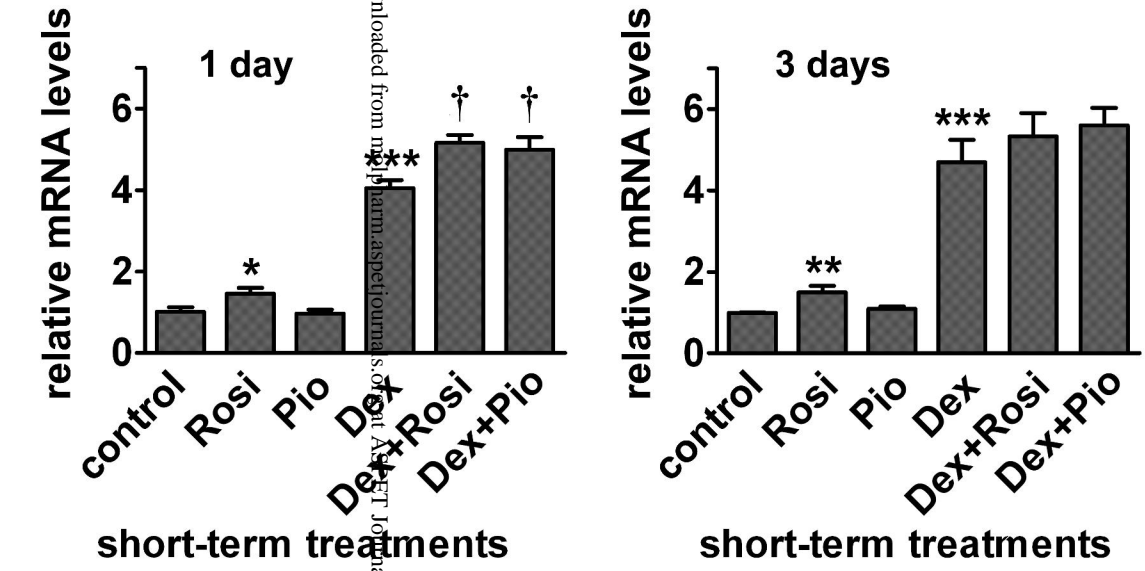 relative mRNA levels
1 day
6
4
2
0
*
***
†
†
control
Rosi
Pio
Dex
Dex+Rosi
Dex+Pio
short-term treatments
nloaded from molpharm.aspetjournals.org at ASPET Journa
relative mRNA levels
3 days
6
4
2
0
**
***
control
Rosi
Pio
Dex
Dex+Rosi
Dex+Pio
short-term treatments